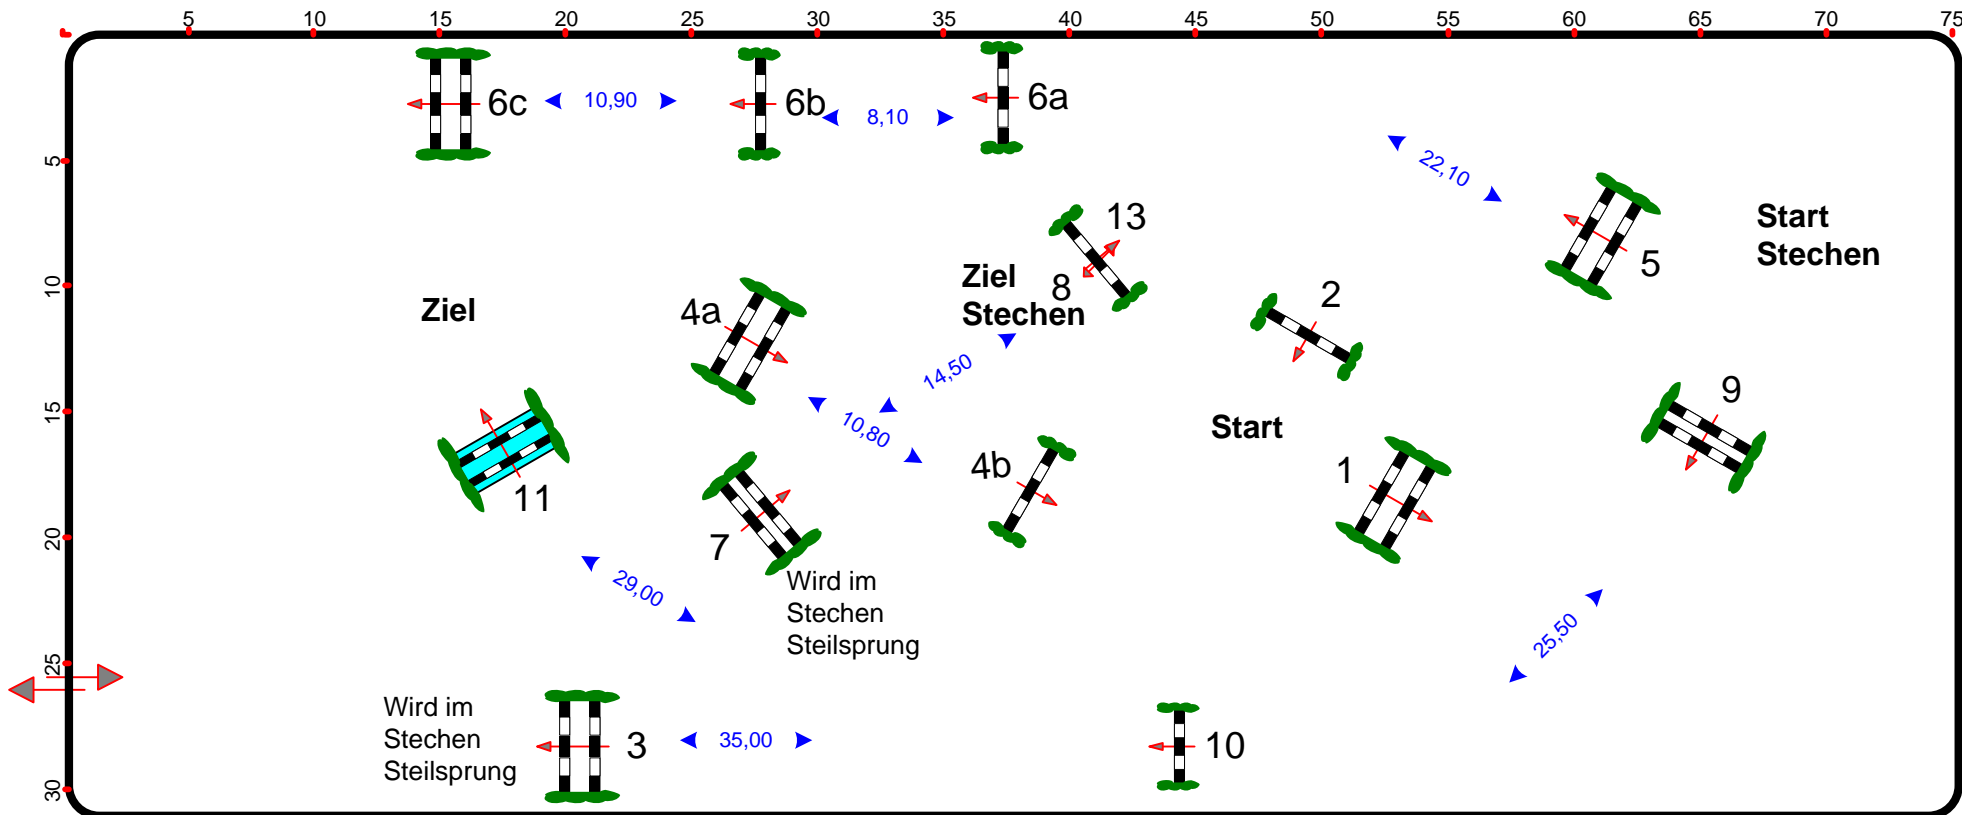 5 10 15 20 25 30 35 40 45 50 55 60 65 70 75
5
10
15
20
25
30
6c
10,90
6b
8,10
6a
22,10
13
8
5
Start
Stechen
Ziel
Stechen
2
Ziel
4a
14,50
10,80
9
Start
11
4b
1
7
29,00
Wird im
Stechen
Steilsprung
25,50
Wird im
Stechen
Steilsprung
3
35,00
10